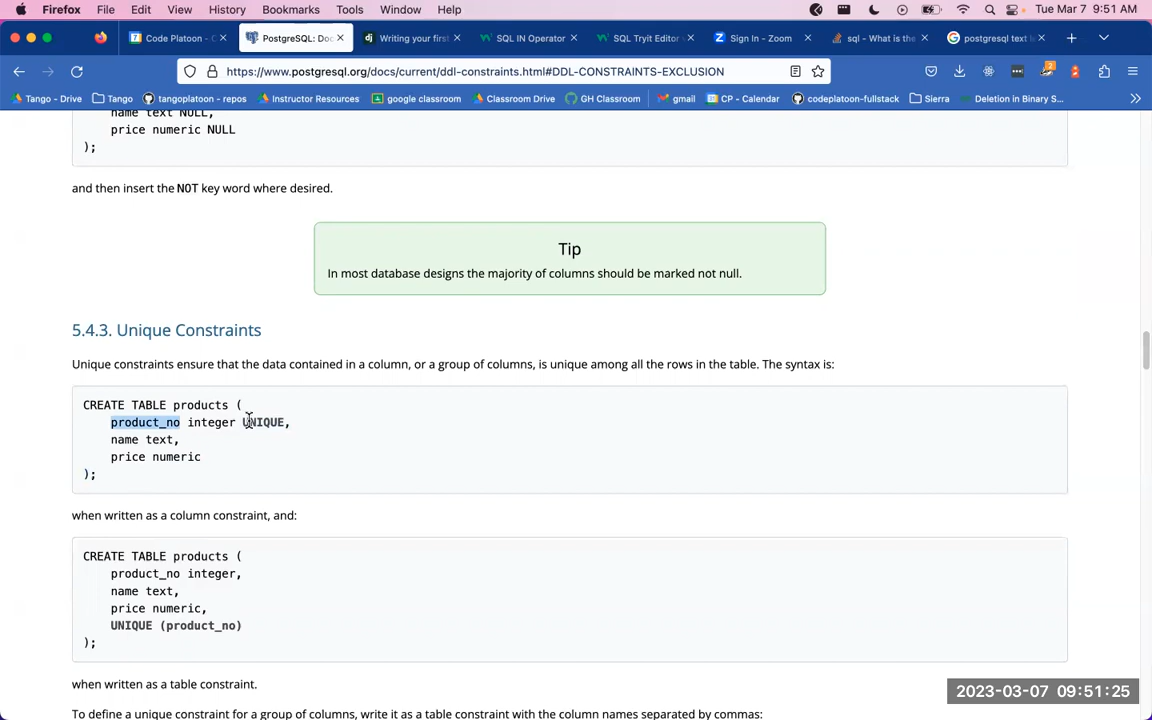 Firefox File Edit View History Bookmarks Tools Window Help Tue Mar 7 9:51 AM
Code Platoon - C PostgreSQL: Doc Writing your first SQL IN Operator SQL Tryit Editor Sign In - Zoom sql - What is the postgresql text le
https://www.postgresql.org/docs/current/ddl-constraints.html#DDL-CONSTRAINTS-EXCLUSION
Tango - Drive Tango tangoplatoon - repos Instructor Resources google classroom Classroom Drive GH Classroom gmail CP - Calendar codeplatoon-fullstack Sierra Deletion in Binary S...
name text NULL,
price numeric NULL
);
and then insert the NOT key word where desired.
Tip
In most database designs the majority of columns should be marked not null.
5.4.3. Unique Constraints
Unique constraints ensure that the data contained in a column, or a group of columns, is unique among all the rows in the table. The syntax is:
CREATE TABLE products (
product_no integer UNIQUE,
name text,
price numeric
);
when written as a column constraint, and:
CREATE TABLE products (
product_no integer,
name text,
price numeric,
UNIQUE (product_no)
);
when written as a table constraint.
To define a unique constraint for a group of columns, write it as a table constraint with the column names separated by commas:
2023-03-07 09:51:25